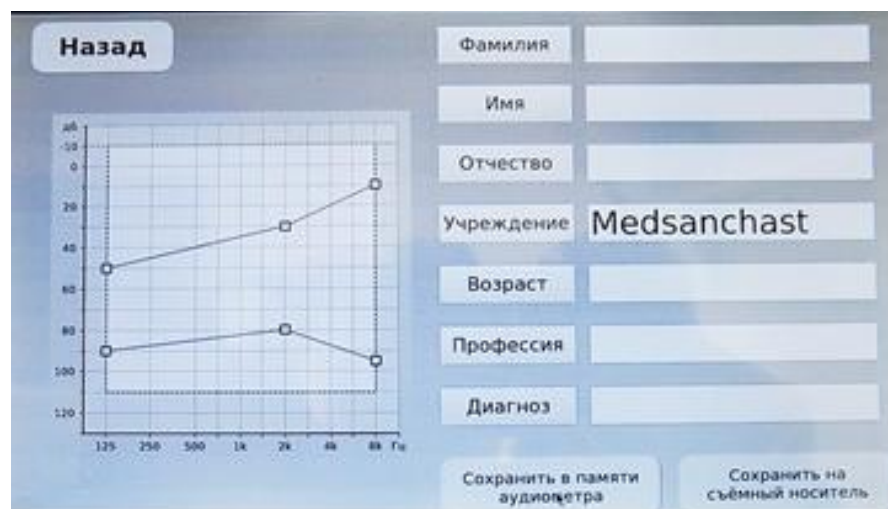 Назад
Фамилия
Имя
Отчество
Учреждение Medsanchast
Возраст
Профессия
Диагноз
дб
-10
0
20
40
60
80
100
120
125 250 500 1k 2k 4k 8k Гц
Сохранить в памяти
аудиометра
Сохранить на
съёмный носитель